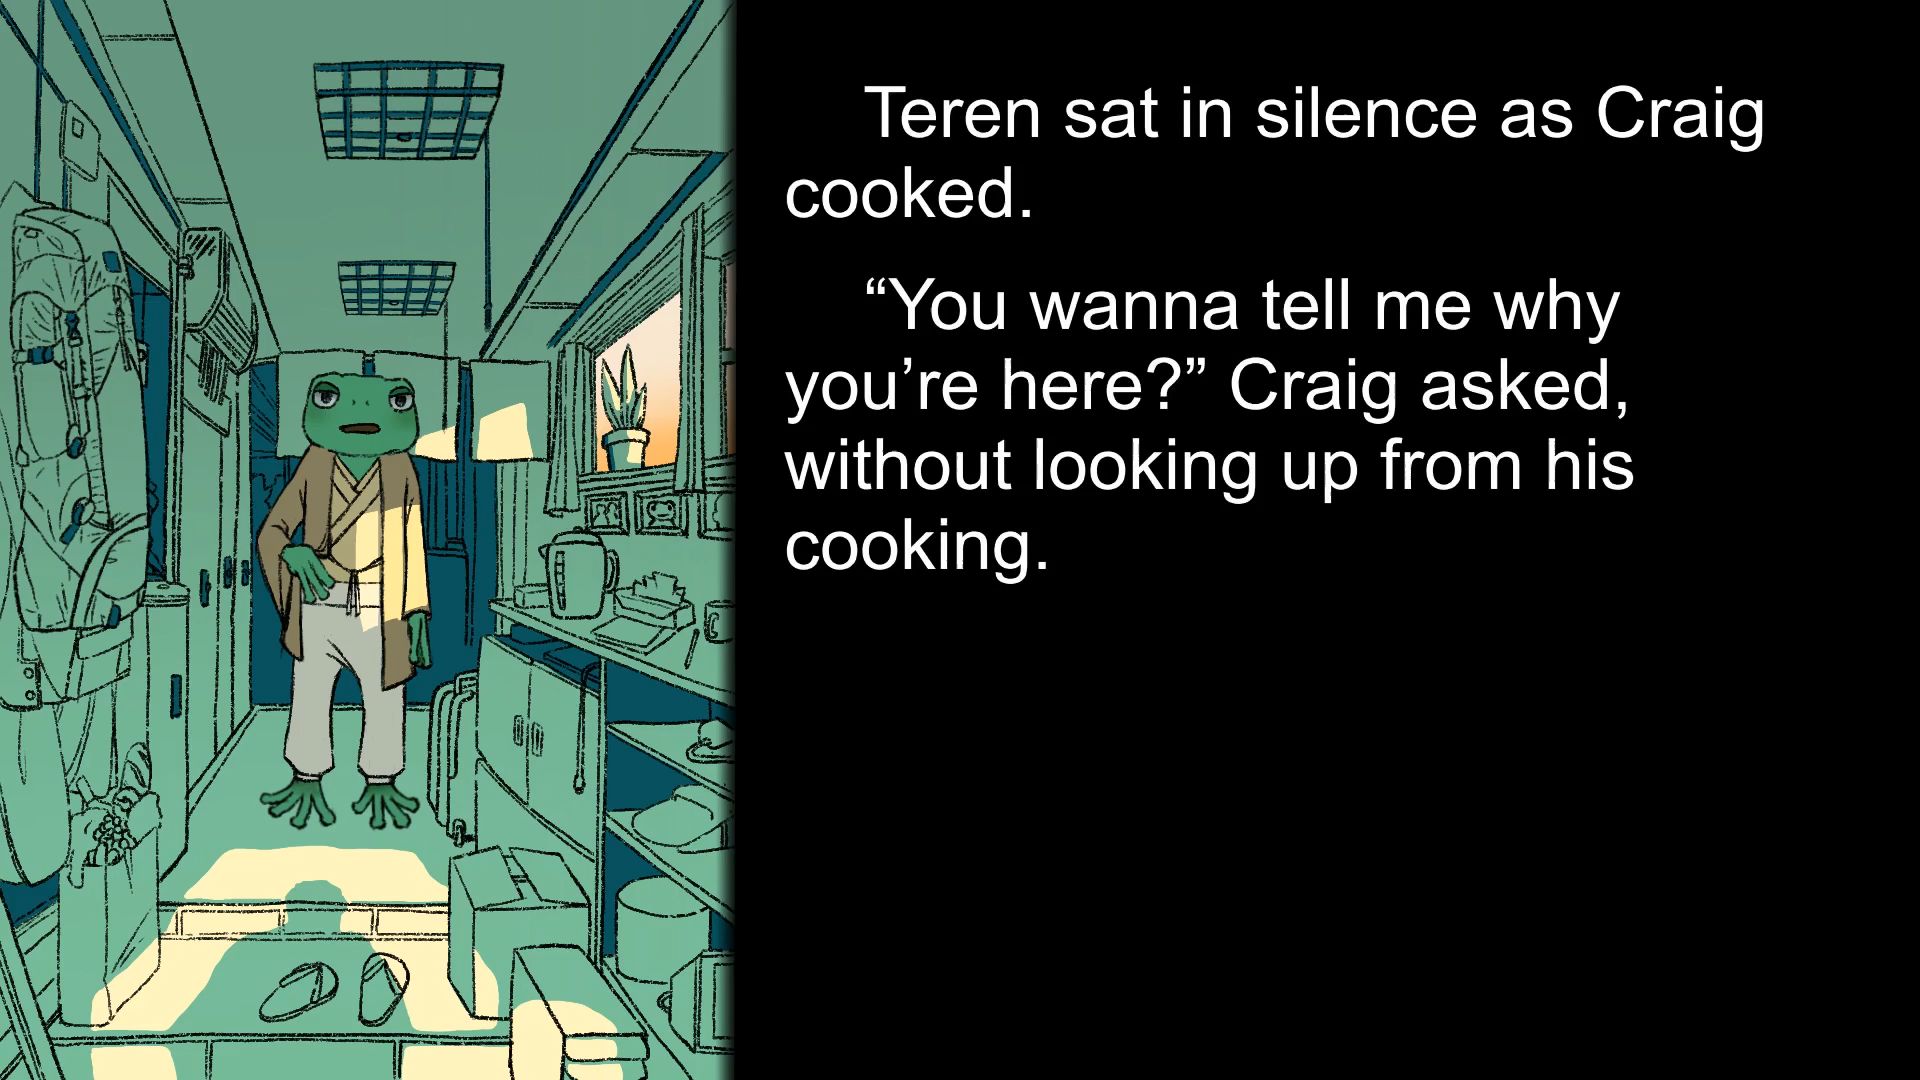 Teren sat in silence as Craig
cooked.
“You wanna tell me why
you’re here?” Craig asked,
without looking up from his
cooking.